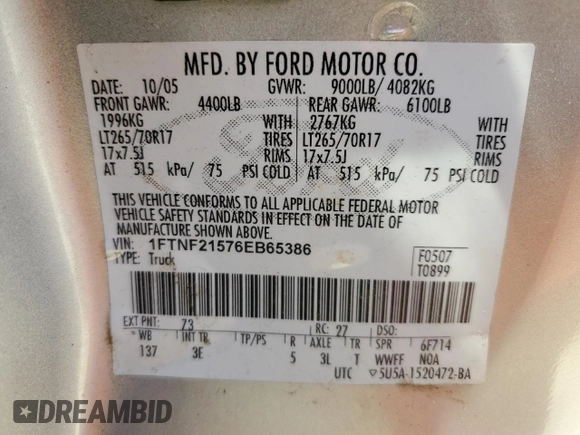 MFD. BY FORD MOTOR CO.
DATE: 10/05 GVWR: 9000LB/ 4082KG
FRONT GAWR: 4400LB REAR GAWR: 6100LB
1996KG WITH 2767KG WITH
LT265/70R17 TIRES LT265/70R17 TIRES
17x7.5J RIMS 17x7.5J RIMS
AT 515 kPa/ 75 PSI COLD AT 515 kPa/ 75 PSI COLD
THIS VEHICLE CONFORMS TO ALL APPLICABLE FEDERAL MOTOR
VEHICLE SAFETY STANDARDS IN EFFECT ON THE DATE OF
MANUFACTURE SHOWN ABOVE.
VIN: 1FTNF21576EB65386 F0507
TYPE: Truck T0899
EXT PNT: 73 RC: 27 DSO:
WB INT TR TP/PS R AXLE TR SPR 6F714
137 3E 5 3L T WWFF NOA
UTC 5U5A-1520472-BA
DREAMBID